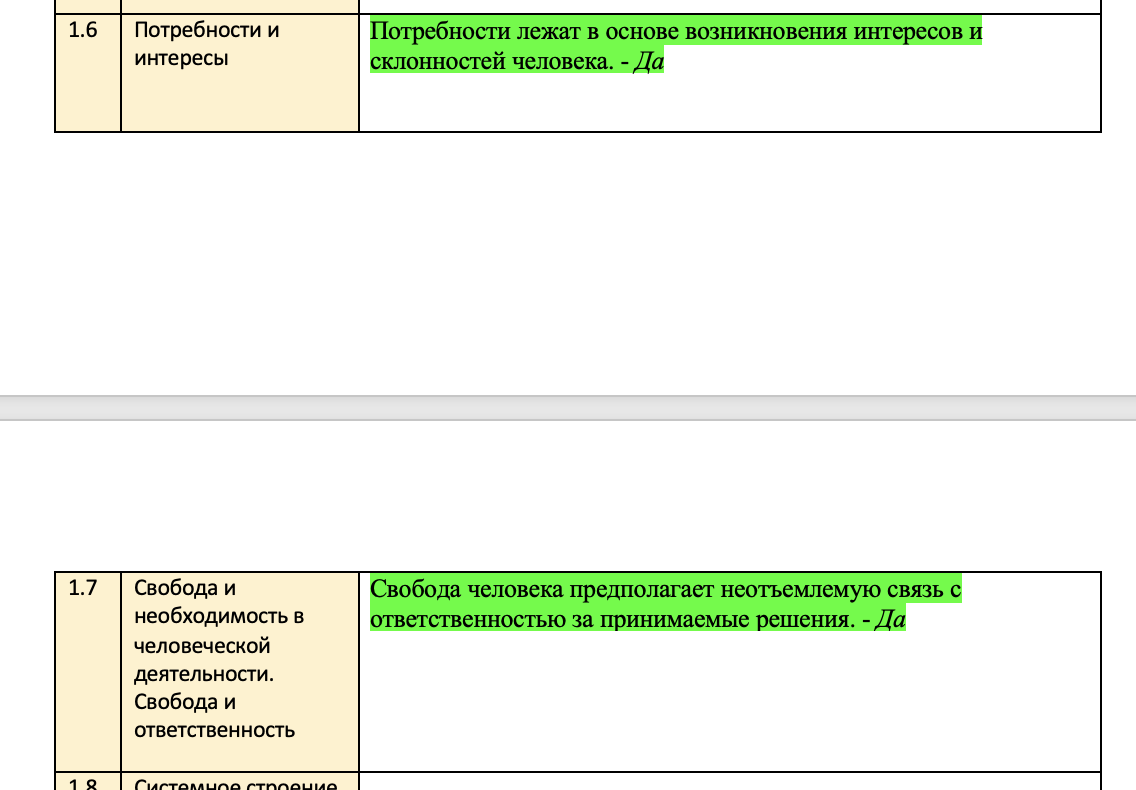 1.6
Потребности и
интересы
Потребности лежат в основе возникновения интересов и
склонностей человека. - Да
1.7
Свобода и
необходимость в
человеческой
деятельности.
Свобода и
ответственность
Свобода человека предполагает неотъемлемую связь с
ответственностью за принимаемые решения. - Да
1.8
Системное строение